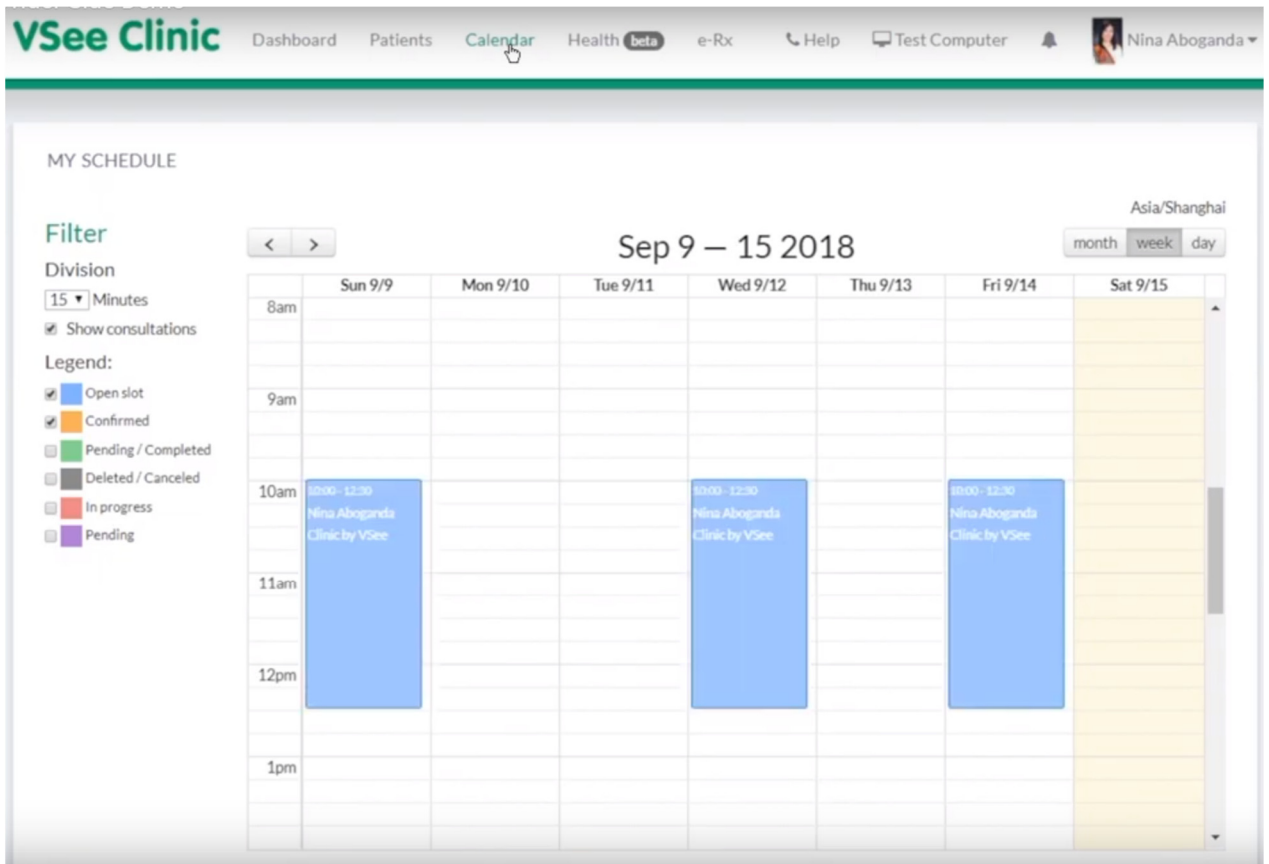 VSee Clinic Dashboard Patients Calendar Health beta e-Rx Help Test Computer Nina Aboganda
MY SCHEDULE
Asia/Shanghai
Filter
< > Sep 9 — 15 2018 month week day
Division
15 Minutes
Show consultations
Legend:
Open slot
Confirmed
Pending / Completed
Deleted / Canceled
In progress
Pending
Sun 9/9 Mon 9/10 Tue 9/11 Wed 9/12 Thu 9/13 Fri 9/14 Sat 9/15
8am
9am
10am
10:00 - 12:30
Nina Aboganda
Clinic by VSee
10:00 - 12:30
Nina Aboganda
Clinic by VSee
10:00 - 12:30
Nina Aboganda
Clinic by VSee
11am
12pm
1pm